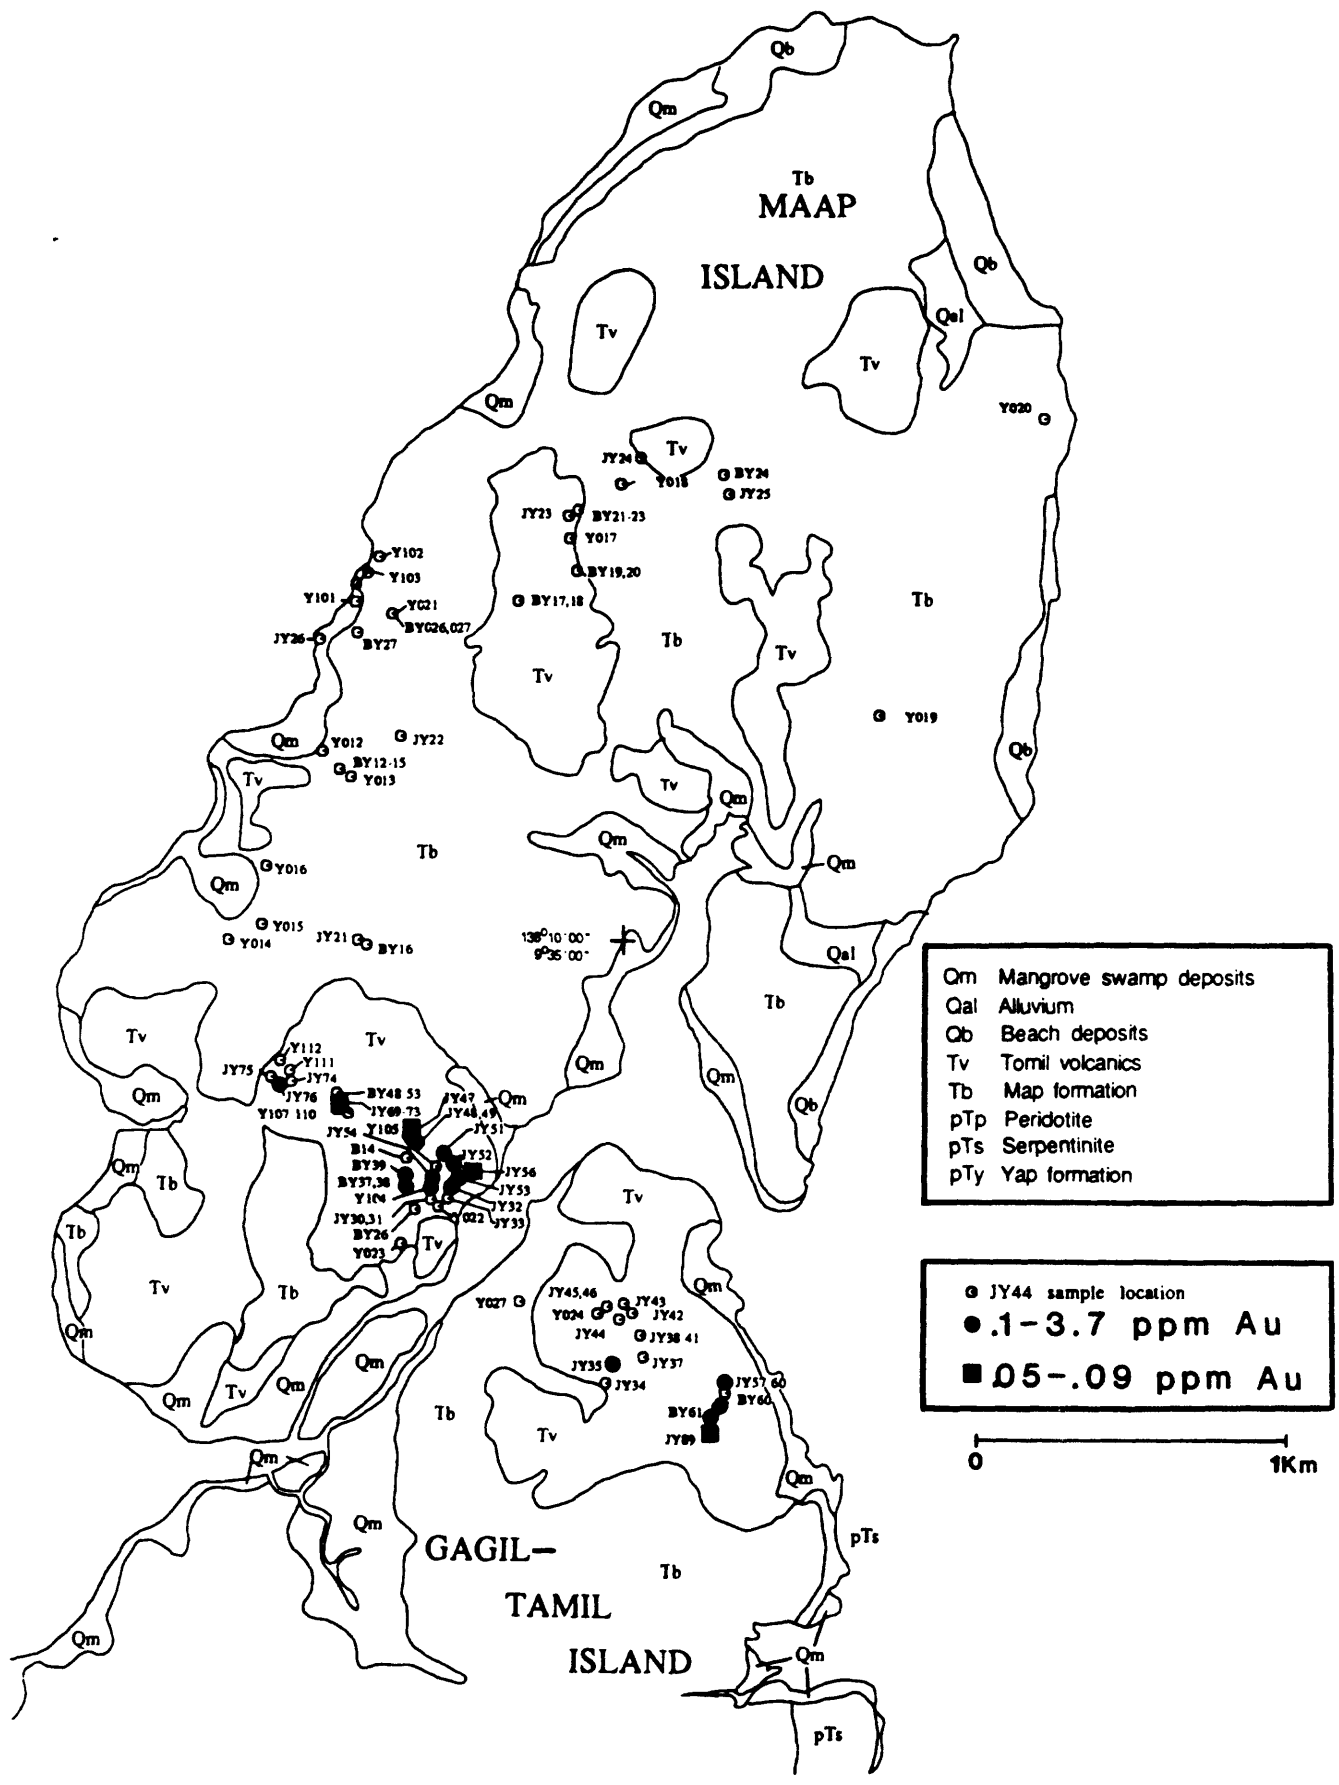 Qb
Qm
Tb
MAAP
ISLAND
Qb
Qal
Tv
Tv
Qm
Y020
Tv
JY24
Y018
BY24
JY25
JY23
BY21-23
Y017
BY19,20
BY17,18
Y102
Y103
Y101
Y021
BY026,027
JY26
BY27
Tb
Tb
Tv
Tv
Y019
Qm
Y012
JY22
BY12-15
Y013
Tv
Tv
Qm
Qb
Tb
Qm
Qm
Y016
Qm
Y015
Y014
JY21
BY16
138° 10' 00"
9° 35' 00"
Qal
Tb
Qm Mangrove swamp deposits
Qal Alluvium
Qb Beach deposits
Tv Tomil volcanics
Tb Map formation
pTp Peridotite
pTs Serpentinite
pTy Yap formation
Tv
Tv
Y112
Y111
JY75
JY74
JY76
Y107 110
Qm
Qm
Qm
Qm
Qb
BY48 53
JY69-73
JY47
JY48,49
Y105
JY54
JY51
B14
JY52
BY39
JY56
BY37,38
JY53
Y104
JY32
JY30,31
JY33
BY26
022
Y023
Tv
Qm
Tb
Tb
Tv
Tb
Tv
Qm
Qm
JY45,46
JY43
Y027
Y024
JY42
JY44
JY38-41
JY37
JY35
JY34
JY57,60
BY60
BY61
JY89
JY44 sample location
.1–3.7 ppm Au
.05–.09 ppm Au
0
1Km
Qm
Qm
Tv
Qm
Tb
Tv
Qm
Qm
Qm
pTs
GAGIL–
TAMIL
ISLAND
Tb
Qm
Qm
pTs